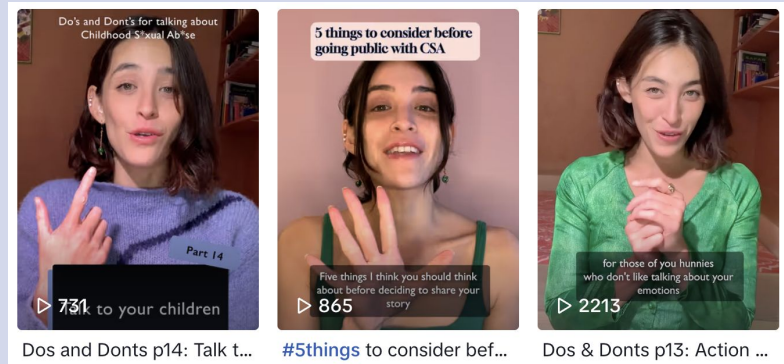 Do's and Dont's for talking about
Childhood S*xual Ab*se
Part 14
Talk to your children
731
Dos and Donts p14: Talk t...
5 things to consider before
going public with CSA
Five things I think you should think
about before deciding to share your
story
865
#5things to consider bef...
for those of you hunnies
who don't like talking about your
emotions
2213
Dos & Donts p13: Action ...